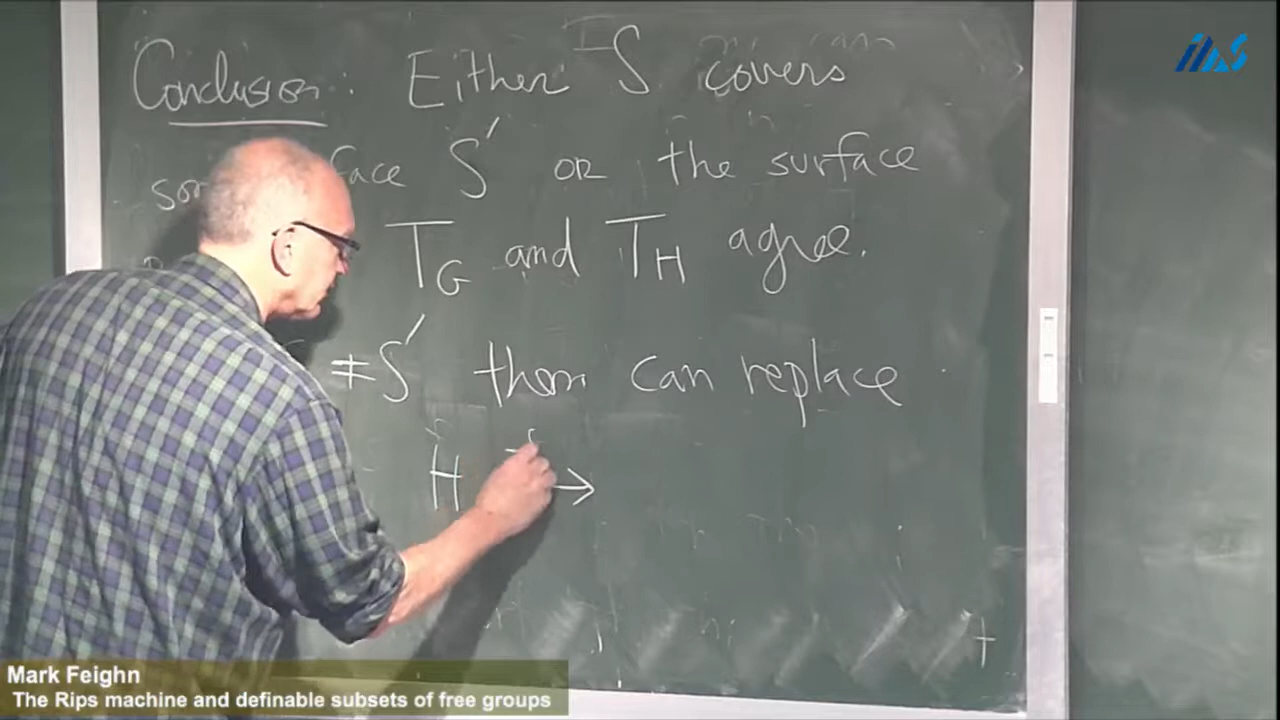 Conclusion: Either S covers
face S′ OR the surface
T_G and T_H agree.
≠ S′ then can replace
H →
Mark Feighn
The Rips machine and definable subsets of free groups